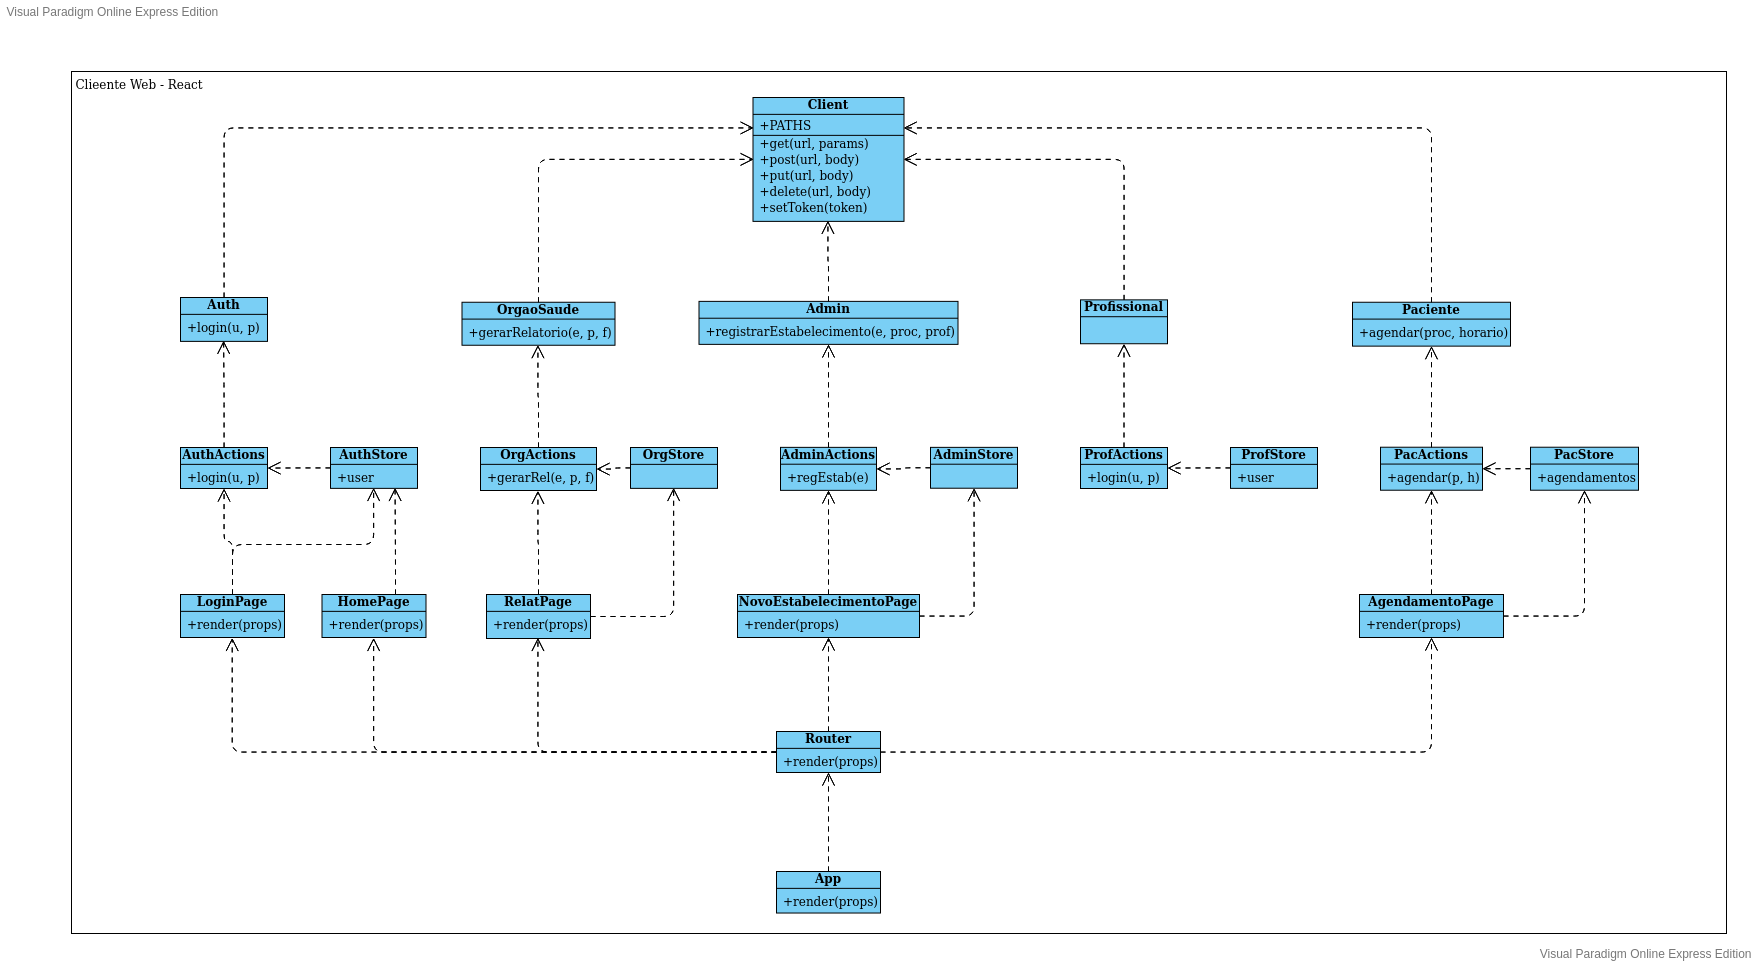 Visual Paradigm Online Express Edition
Clieente Web - React
Client
+PATHS
+get(url, params)
+post(url, body)
+put(url, body)
+delete(url, body)
+setToken(token)
Auth
+login(u, p)
OrgaoSaude
+gerarRelatorio(e, p, f)
Admin
+registrarEstabelecimento(e, proc, prof)
Profissional
Paciente
+agendar(proc, horario)
AuthActions
+login(u, p)
AuthStore
+user
OrgActions
+gerarRel(e, p, f)
OrgStore
AdminActions
+regEstab(e)
AdminStore
ProfActions
+login(u, p)
ProfStore
+user
PacActions
+agendar(p, h)
PacStore
+agendamentos
LoginPage
+render(props)
HomePage
+render(props)
RelatPage
+render(props)
NovoEstabelecimentoPage
+render(props)
AgendamentoPage
+render(props)
Router
+render(props)
App
+render(props)
Visual Paradigm Online Express Edition